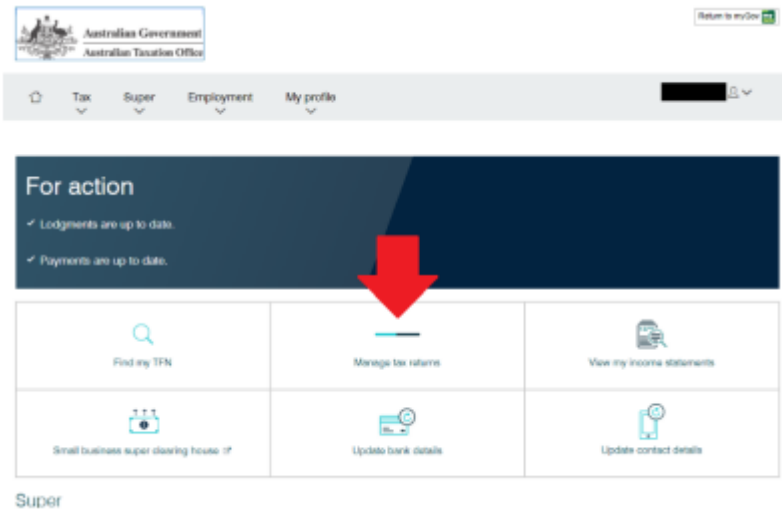 Australian Government
Australian Taxation Office
Return to myGov
Tax
Super
Employment
My profile
For action
Lodgments are up to date.
Payments are up to date.
Find my TFN
Manage tax returns
View my income statements
Small business super clearing house
Update bank details
Update contact details
Super